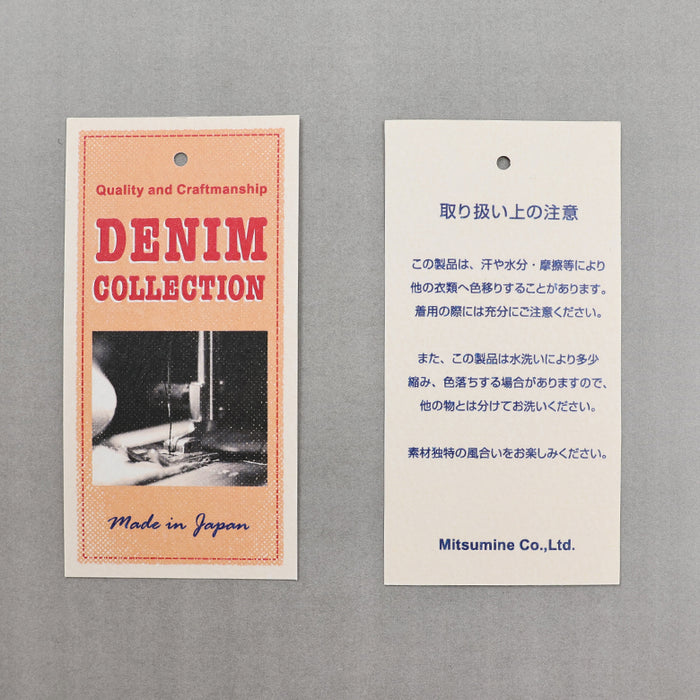 Quality and Craftmanship
DENIM
COLLECTION
Made in Japan
取り扱い上の注意
この製品は、汗や水分・摩擦等により
他の衣類へ色移りすることがあります。
着用の際には充分にご注意ください。
また、この製品は水洗いにより多少
縮み、色落ちする場合がありますので、
他の物とは分けてお洗いください。
素材独特の風合いをお楽しみください。
Mitsumine Co.,Ltd.